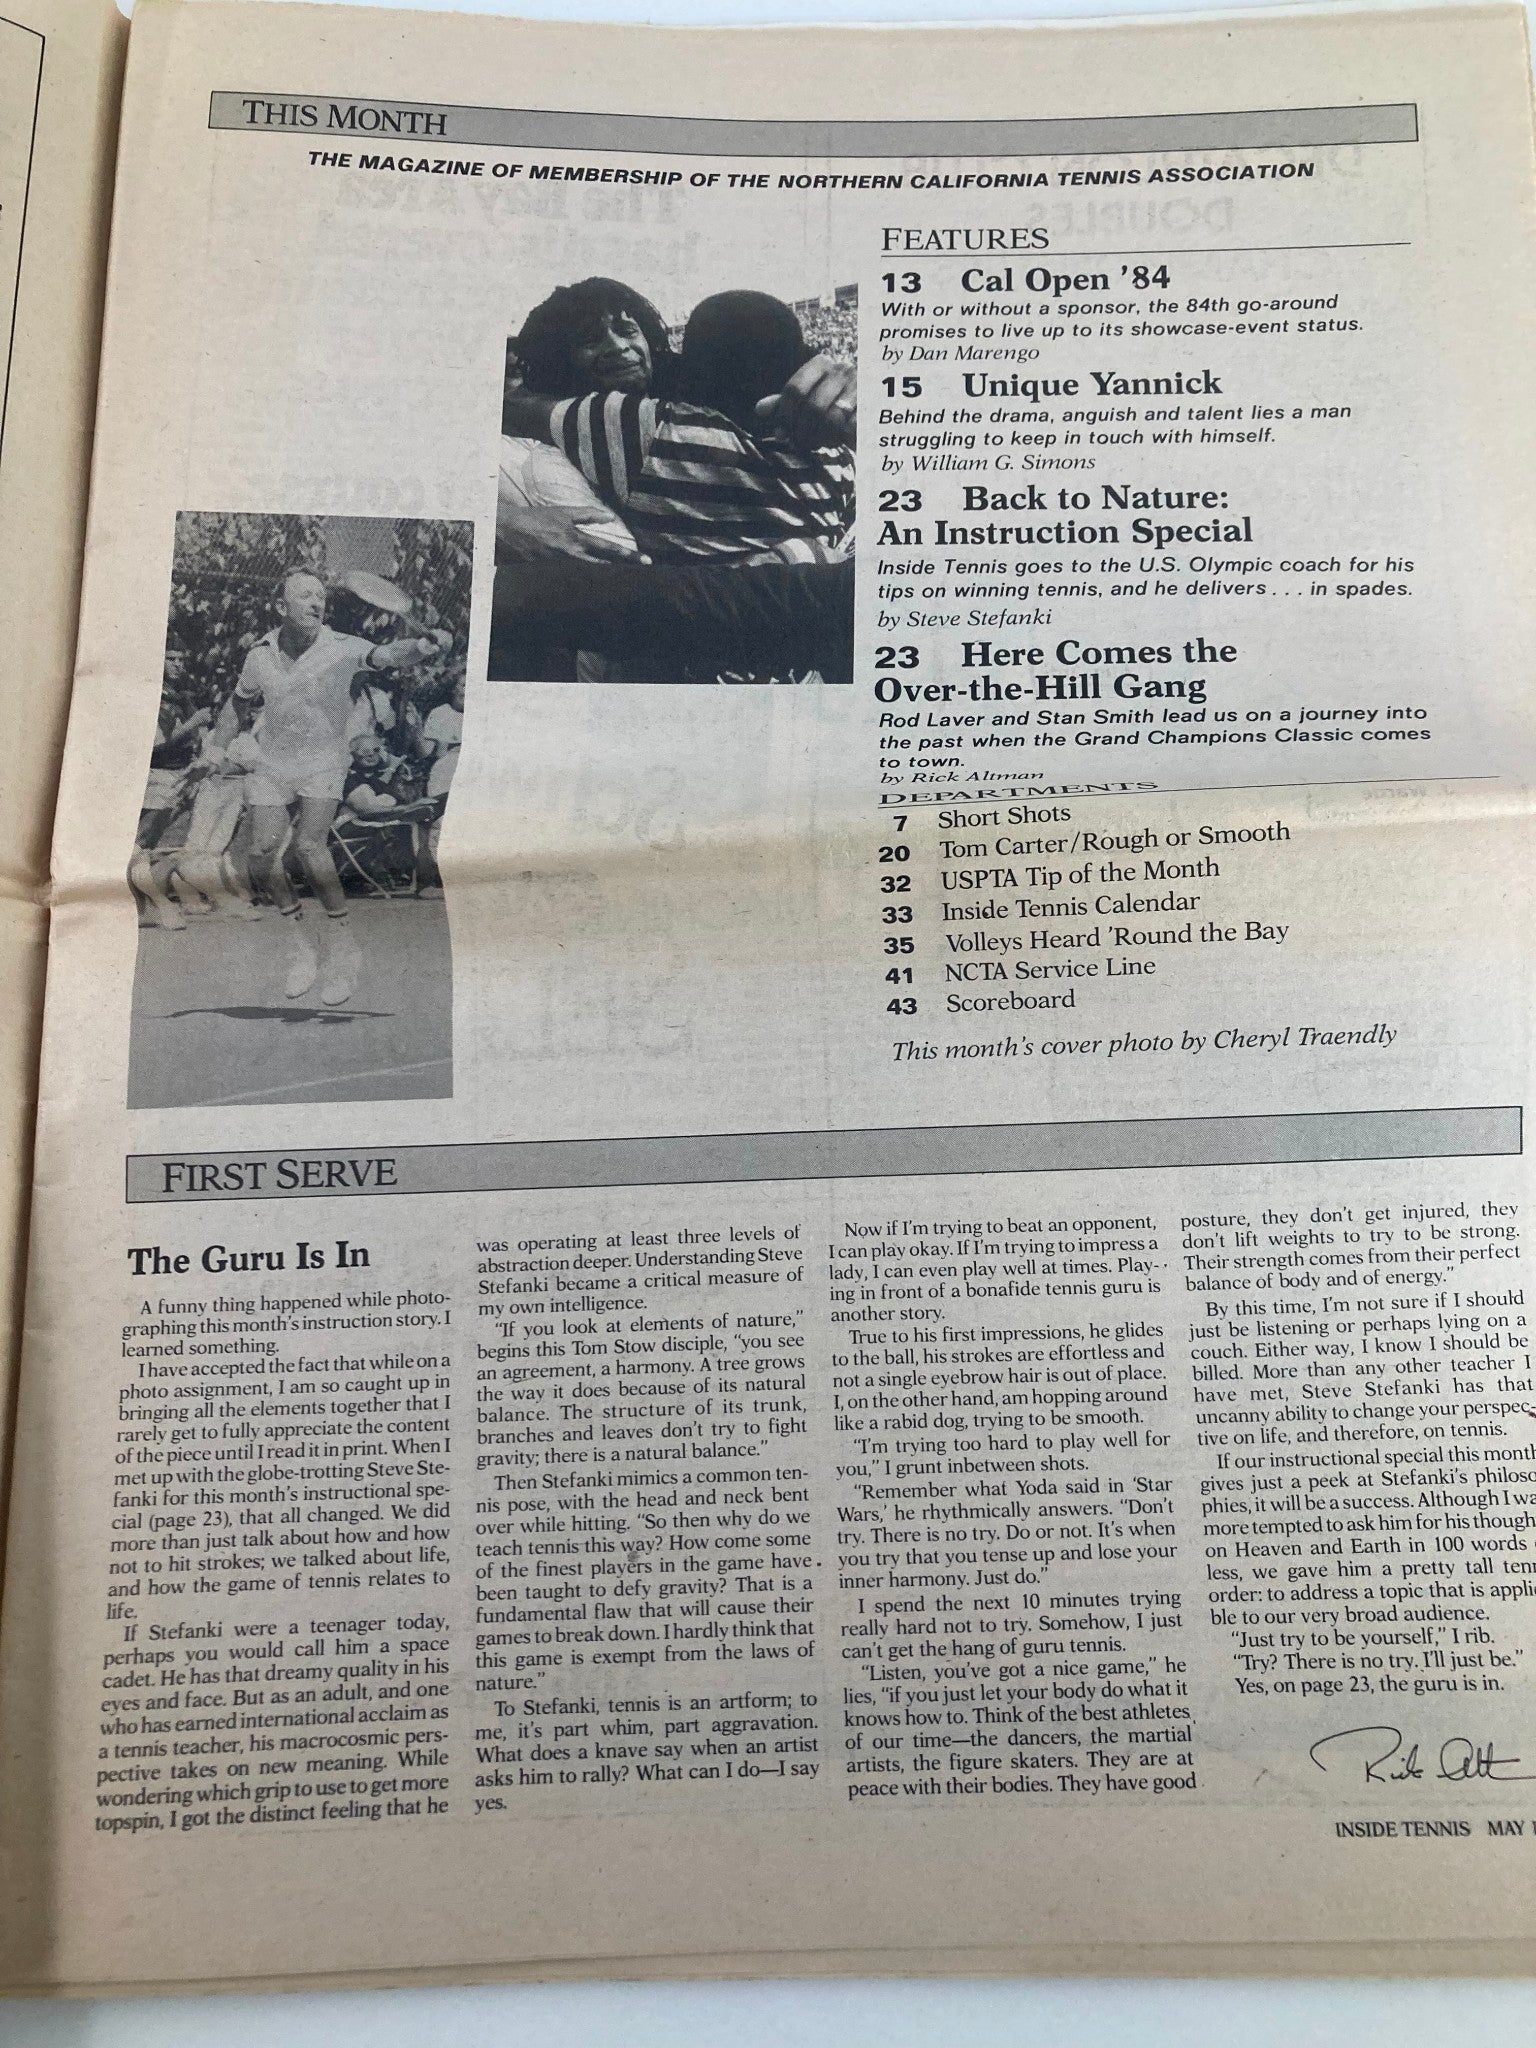 THIS MONTH
THE MAGAZINE OF MEMBERSHIP OF THE NORTHERN CALIFORNIA TENNIS ASSOCIATION
FEATURES
13 Cal Open '84
With or without a sponsor, the 84th go-around
promises to live up to its showcase-event status.
by Dan Marengo
15 Unique Yannick
Behind the drama, anguish and talent lies a man
struggling to keep in touch with himself.
by William G. Simons
23 Back to Nature:
An Instruction Special
Inside Tennis goes to the U.S. Olympic coach for his
tips on winning tennis, and he delivers . . . in spades.
by Steve Stefanki
23 Here Comes the
Over-the-Hill Gang
Rod Laver and Stan Smith lead us on a journey into
the past when the Grand Champions Classic comes
to town.
by Rick Altman
DEPARTMENTS
7 Short Shots
20 Tom Carter/Rough or Smooth
32 USPTA Tip of the Month
33 Inside Tennis Calendar
35 Volleys Heard 'Round the Bay
41 NCTA Service Line
43 Scoreboard
This month's cover photo by Cheryl Traendly
FIRST SERVE
The Guru Is In
A funny thing happened while photo-
graphing this month's instruction story. I
learned something.
I have accepted the fact that while on a
photo assignment, I am so caught up in
bringing all the elements together that I
rarely get to fully appreciate the content
of the piece until I read it in print. When I
met up with the globe-trotting Steve Ste-
fanki for this month's instructional spe-
cial (page 23), that all changed. We did
more than just talk about how and how
not to hit strokes; we talked about life,
and how the game of tennis relates to
life.
If Stefanki were a teenager today,
perhaps you would call him a space
cadet. He has that dreamy quality in his
eyes and face. But as an adult, and one
who has earned international acclaim as
a tennis teacher, his macrocosmic pers-
pective takes on new meaning. While
wondering which grip to use to get more
topspin, I got the distinct feeling that he
was operating at least three levels of
abstraction deeper. Understanding Steve
Stefanki became a critical measure of
my own intelligence.
"If you look at elements of nature,"
begins this Tom Stow disciple, "you see
an agreement, a harmony. A tree grows
the way it does because of its natural
balance. The structure of its trunk,
branches and leaves don't try to fight
gravity; there is a natural balance."
Then Stefanki mimics a common ten-
nis pose, with the head and neck bent
over while hitting. "So then why do we
teach tennis this way? How come some
of the finest players in the game have
been taught to defy gravity? That is a
fundamental flaw that will cause their
games to break down. I hardly think that
this game is exempt from the laws of
nature."
To Stefanki, tennis is an artform; to
me, it's part whim, part aggravation.
What does a knave say when an artist
asks him to rally? What can I do—I say
yes.
Now if I'm trying to beat an opponent,
I can play okay. If I'm trying to impress a
lady, I can even play well at times. Play-
ing in front of a bonafide tennis guru is
another story.
True to his first impressions, he glides
to the ball, his strokes are effortless and
not a single eyebrow hair is out of place.
I, on the other hand, am hopping around
like a rabid dog, trying to be smooth.
"I'm trying too hard to play well for
you," I grunt inbetween shots.
"Remember what Yoda said in 'Star
Wars,' he rhythmically answers. "Don't
try. There is no try. Do or not. It's when
you try that you tense up and lose your
inner harmony. Just do."
I spend the next 10 minutes trying
really hard not to try. Somehow, I just
can't get the hang of guru tennis.
"Listen, you've got a nice game," he
lies, "if you just let your body do what it
knows how to. Think of the best athletes
of our time—the dancers, the martial
artists, the figure skaters. They are at
peace with their bodies. They have good
posture, they don't get injured, they
don't lift weights to try to be strong.
Their strength comes from their perfect
balance of body and of energy."
By this time, I'm not sure if I should
just be listening or perhaps lying on a
couch. Either way, I know I should be
billed. More than any other teacher I
have met, Steve Stefanki has that
uncanny ability to change your perspec-
tive on life, and therefore, on tennis.
If our instructional special this month
gives just a peek at Stefanki's philoso
phies, it will be a success. Although I wa
more tempted to ask him for his though
on Heaven and Earth in 100 words
less, we gave him a pretty tall tenn
order: to address a topic that is appli
ble to our very broad audience.
"Just try to be yourself," I rib.
"Try? There is no try. I'll just be."
Yes, on page 23, the guru is in.
INSIDE TENNIS MAY